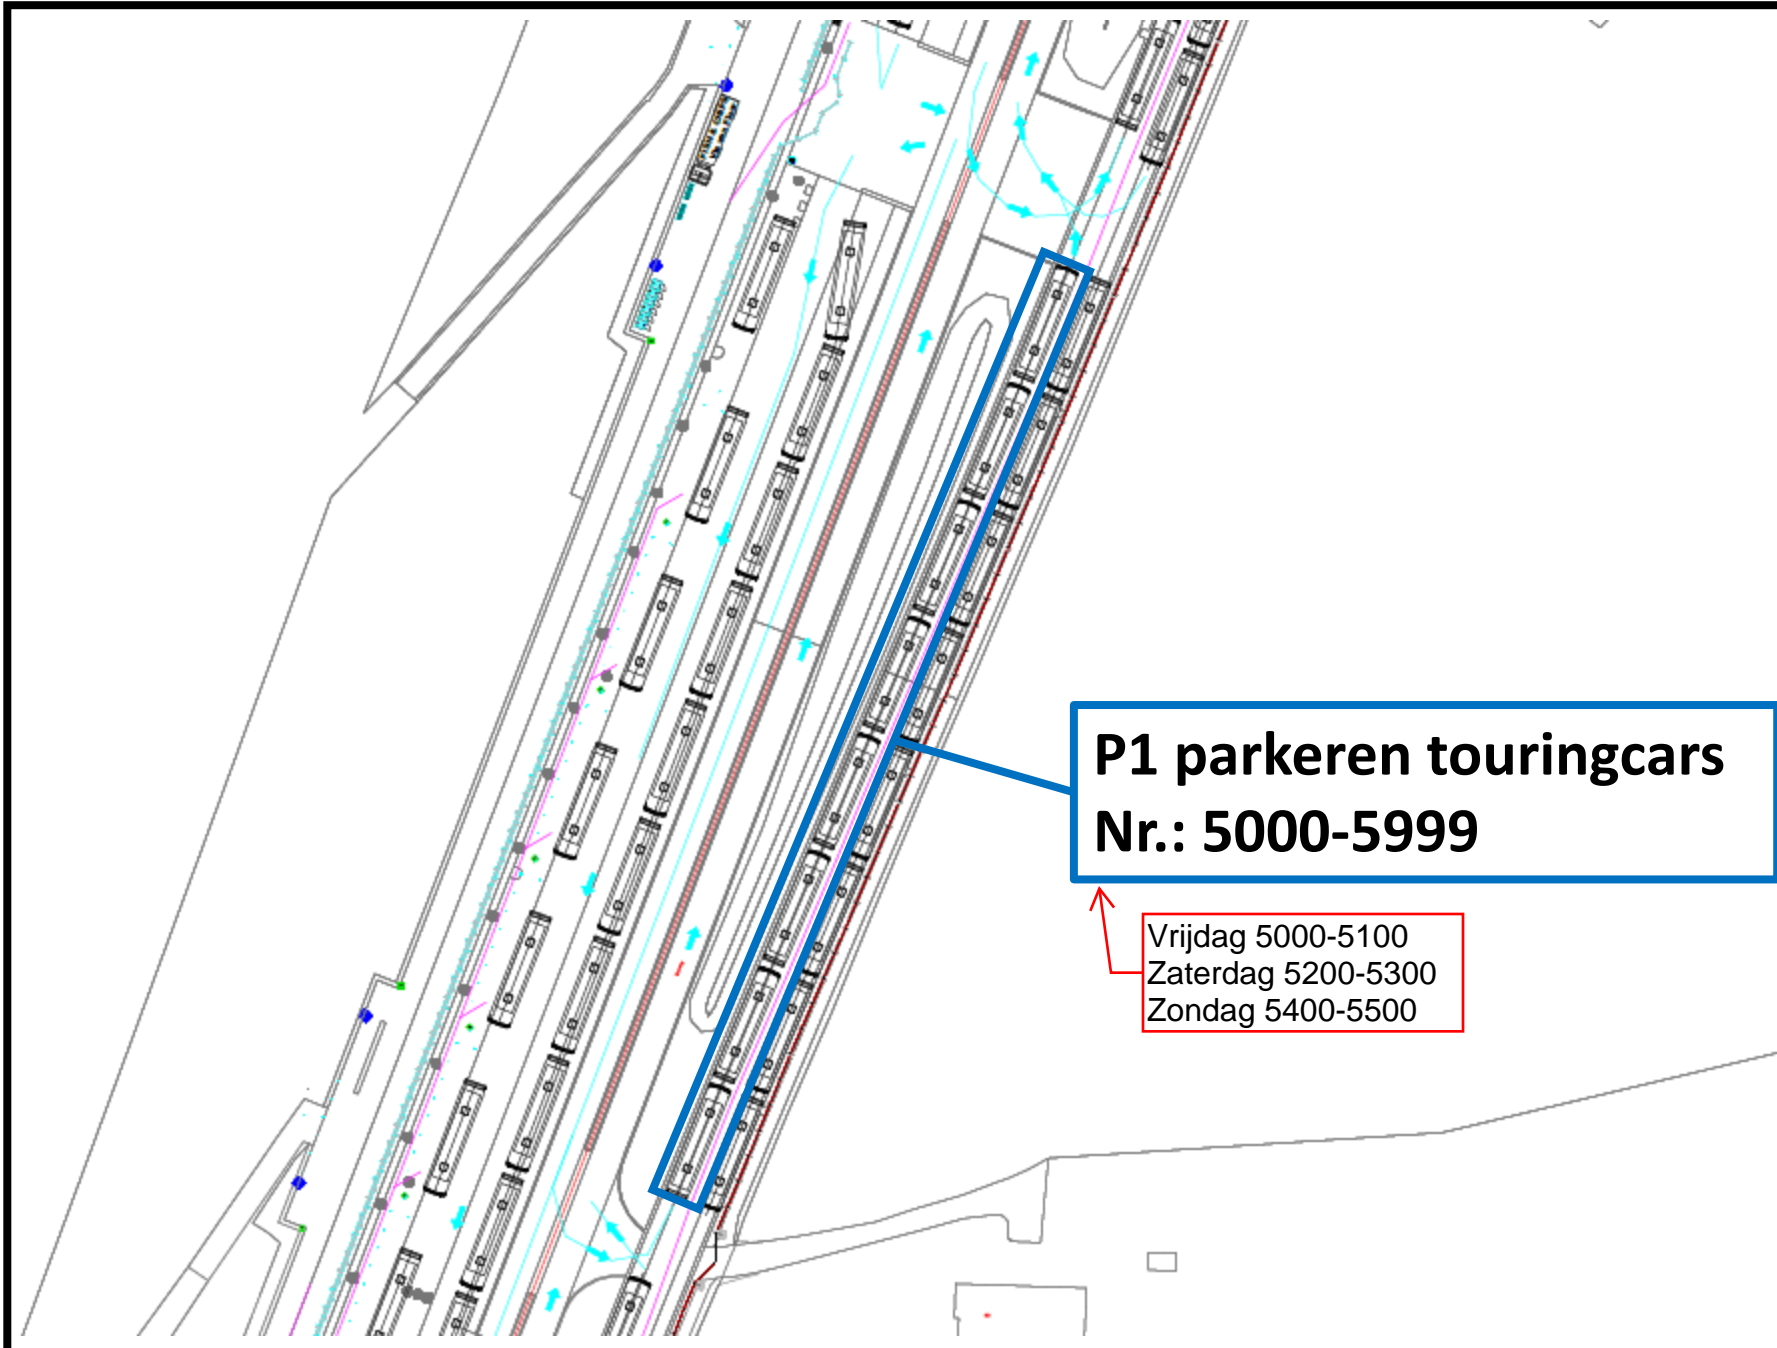 P1 parkeren touringcars
Nr.: 5000-5999
Vrijdag 5000-5100
Zaterdag 5200-5300
Zondag 5400-5500